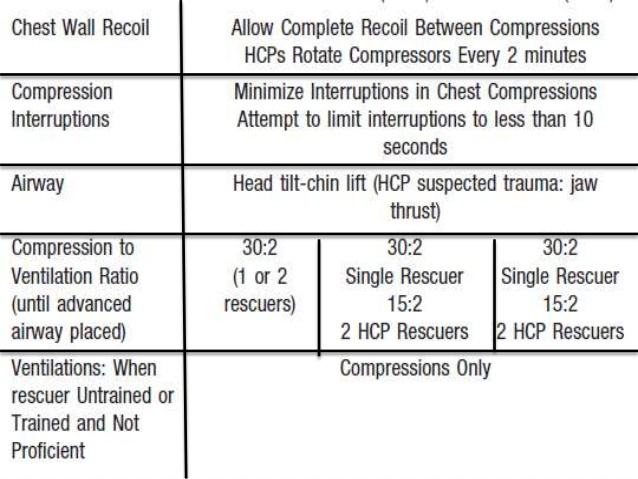 Chest Wall Recoil
Allow Complete Recoil Between Compressions
HCPs Rotate Compressors Every 2 minutes
Compression
Interruptions
Minimize Interruptions in Chest Compressions
Attempt to limit interruptions to less than 10
seconds
Airway
Head tilt-chin lift (HCP suspected trauma: jaw
thrust)
Compression to
Ventilation Ratio
(until advanced
airway placed)
30:2
(1 or 2
rescuers)
30:2
Single Rescuer
15:2
2 HCP Rescuers
30:2
Single Rescuer
15:2
2 HCP Rescuers
Ventilations: When
rescuer Untrained or
Trained and Not
Proficient
Compressions Only